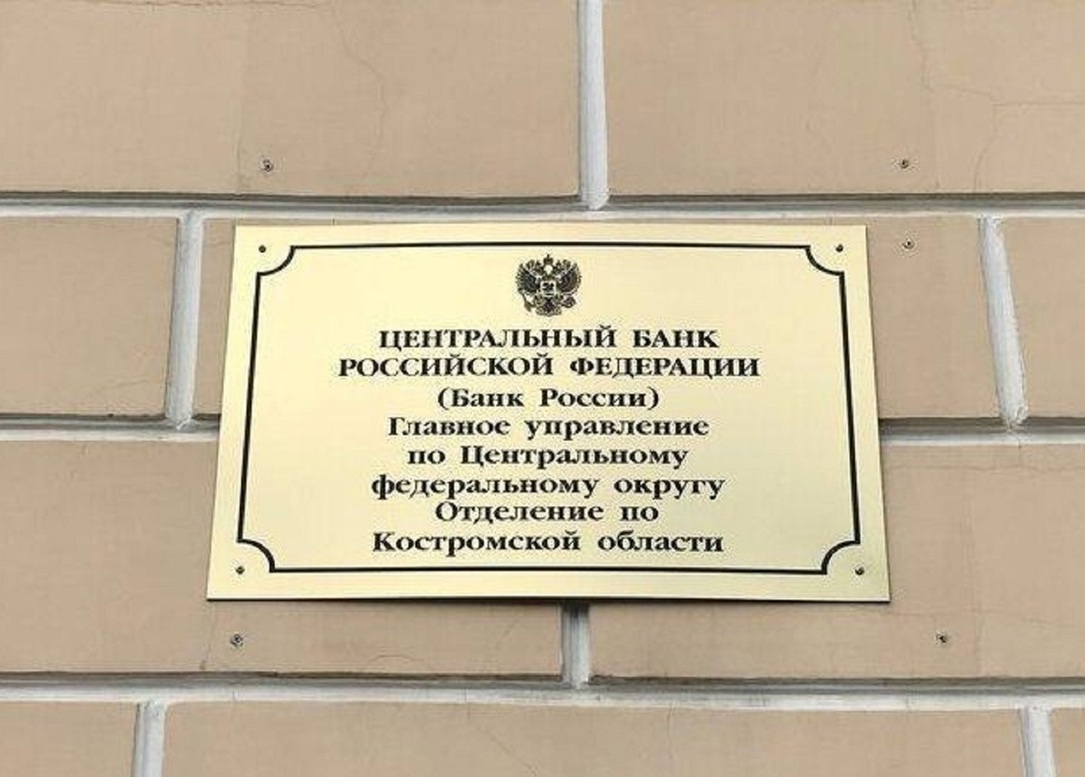 ЦЕНТРАЛЬНЫЙ БАНК
РОССИЙСКОЙ ФЕДЕРАЦИИ
(Банк России)
Главное управление
по Центральному
федеральному округу
Отделение по
Костромской области